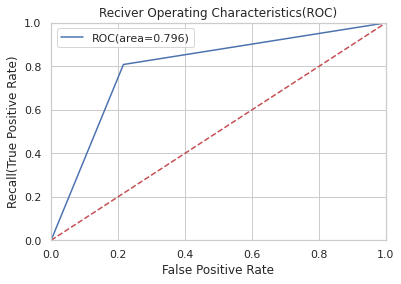 Reciver Operating Characteristics(ROC)
ROC(area=0.796)
Recall(True Positive Rate)
1.0
0.8
0.6
0.4
0.2
0.0
0.0 0.2 0.4 0.6 0.8 1.0
False Positive Rate